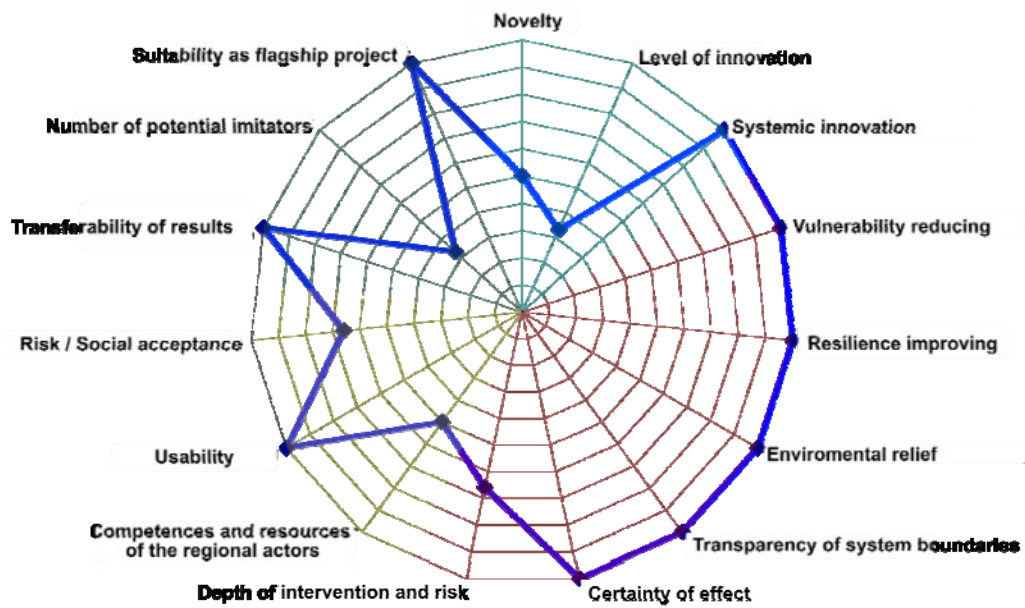 Novelty
Suitability as flagship project
Level of innovation
Number of potential imitators
Systemic innovation
Transferability of results
Vulnerability reducing
Risk / Social acceptance
Resilience improving
Usability
Enviromental relief
Competences and resources
of the regional actors
Transparency of system boundaries
Depth of intervention and risk
Certainty of effect